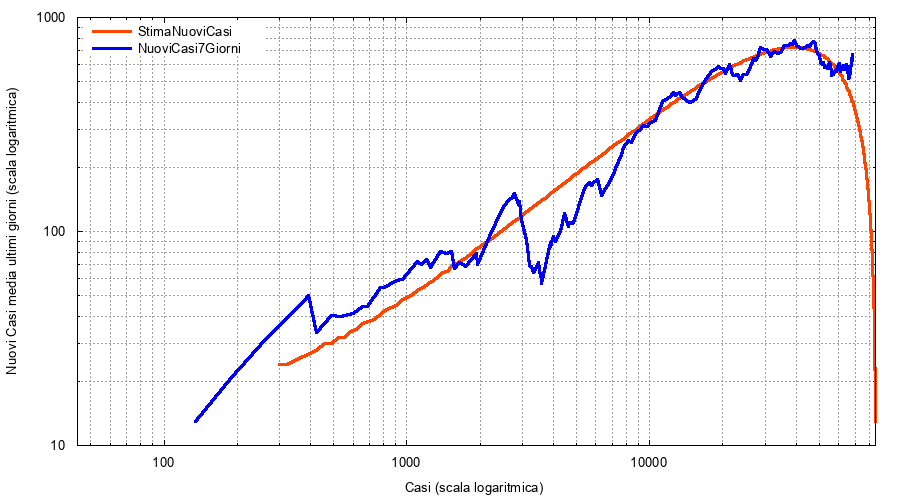 1000
StimaNuoviCasi
NuoviCasi7Giorni
Nuovi Casi media ultimi giorni (scala logaritmica)
100
10
100
1000
10000
Casi (scala logaritmica)